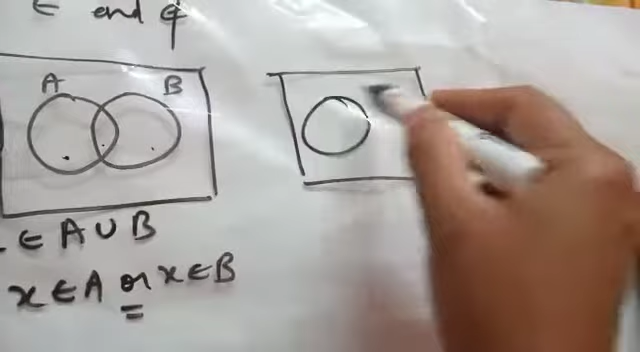 ∈ and ∉
A B
∈ A ∪ B
x ∈ A or x ∈ B